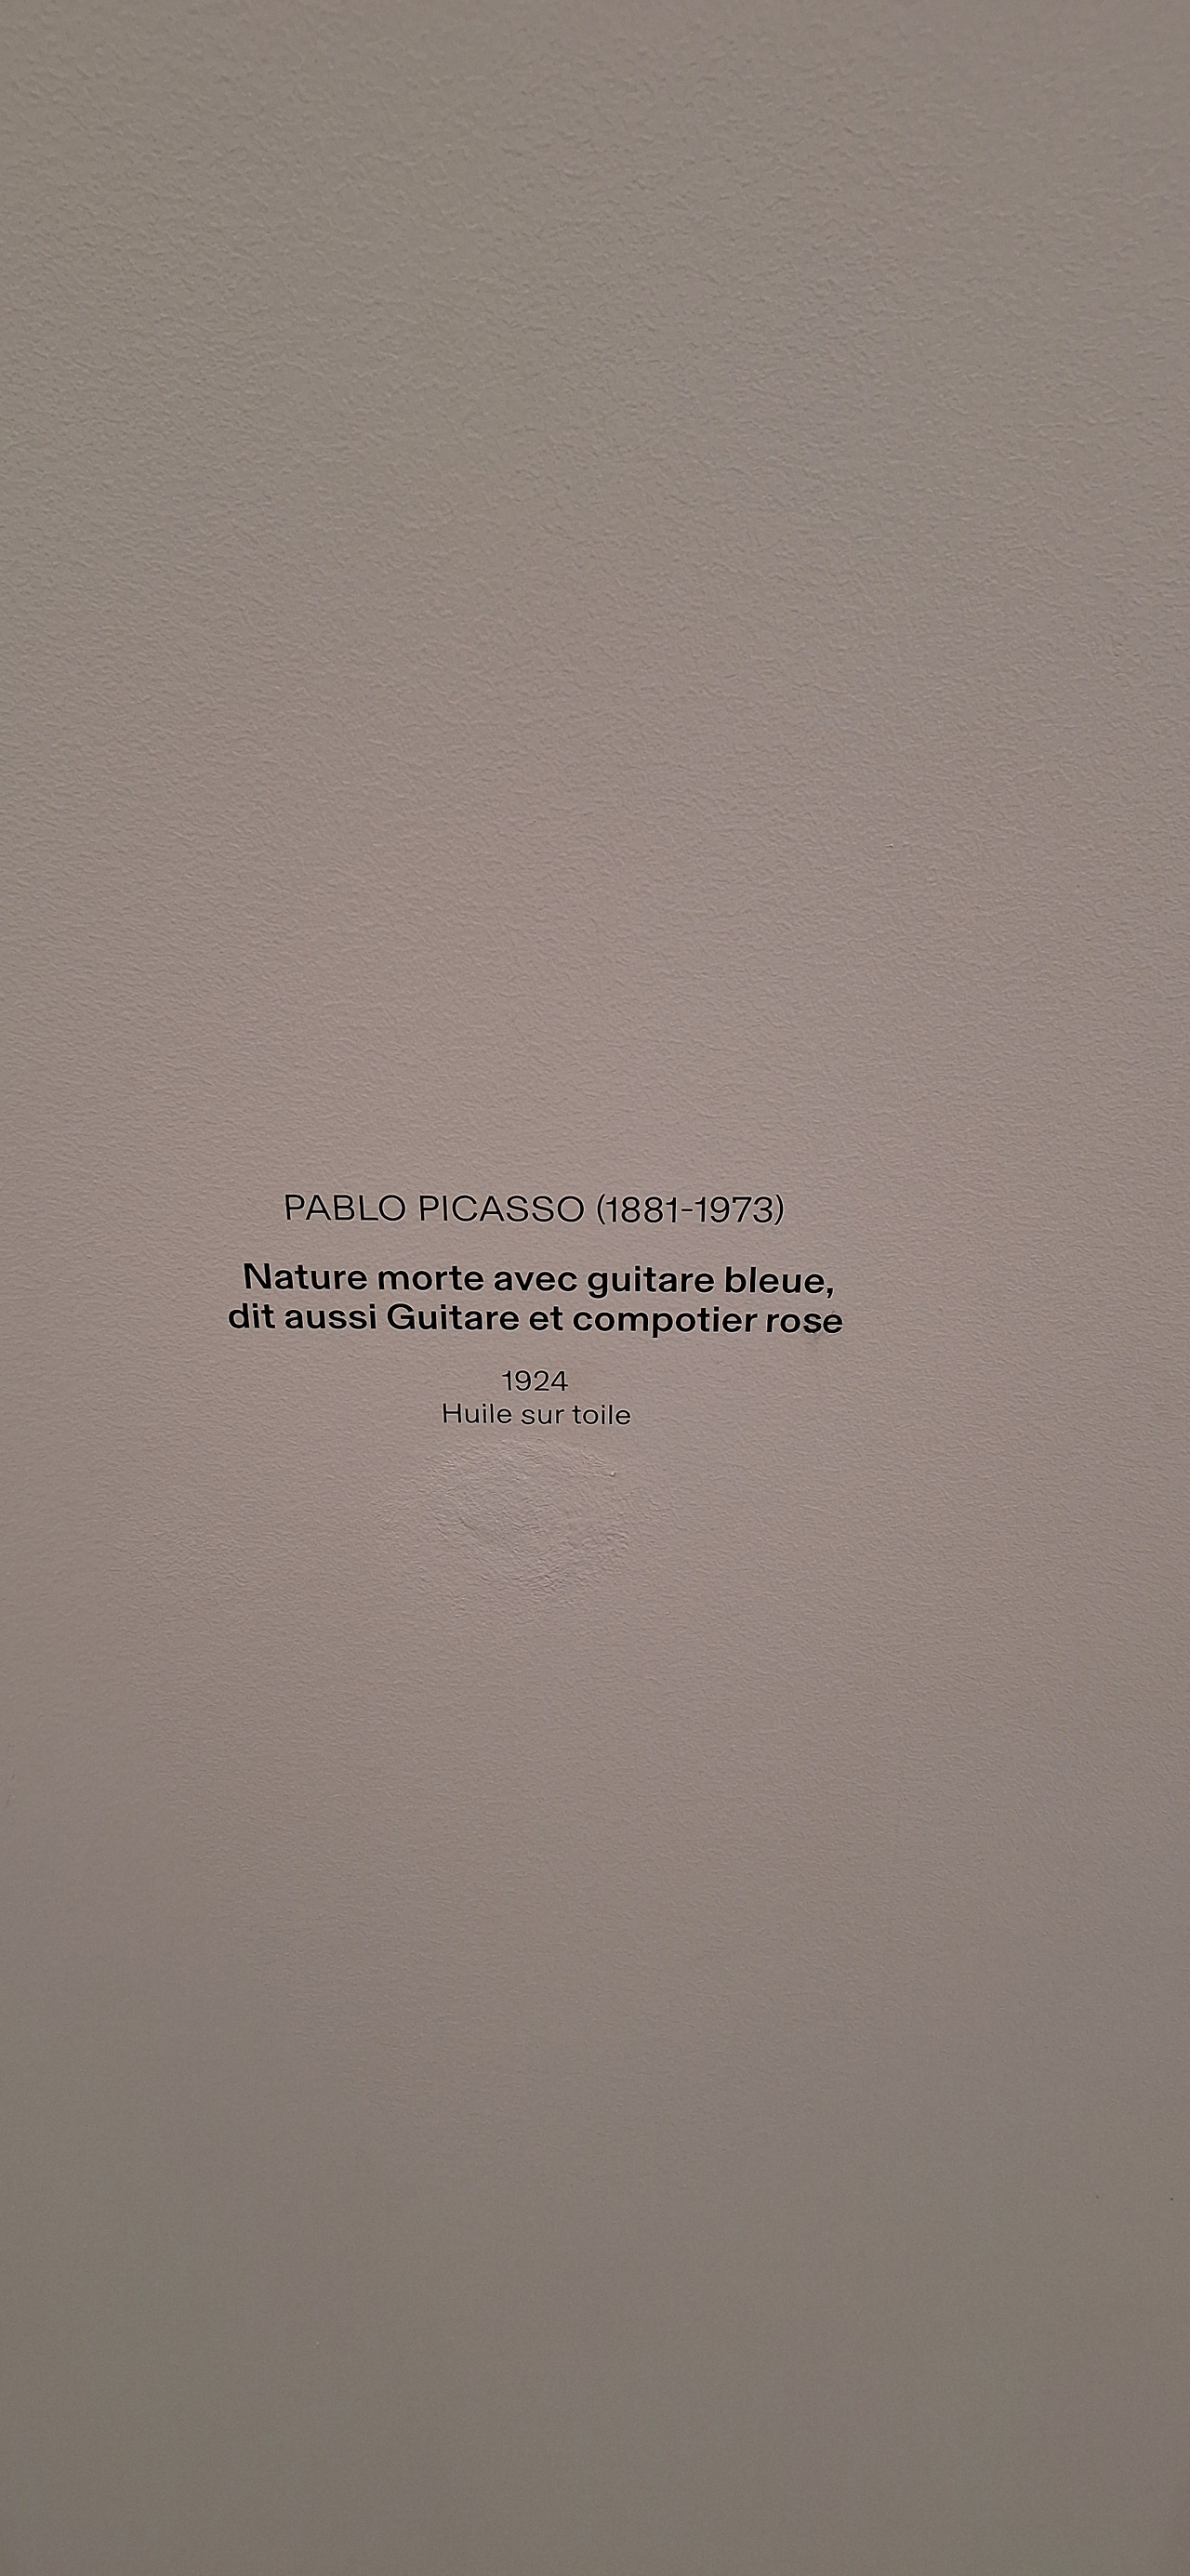 PABLO PICASSO (1881-1973)
Nature morte avec guitare bleue,
dit aussi Guitare et compotier rose
1924
Huile sur toile